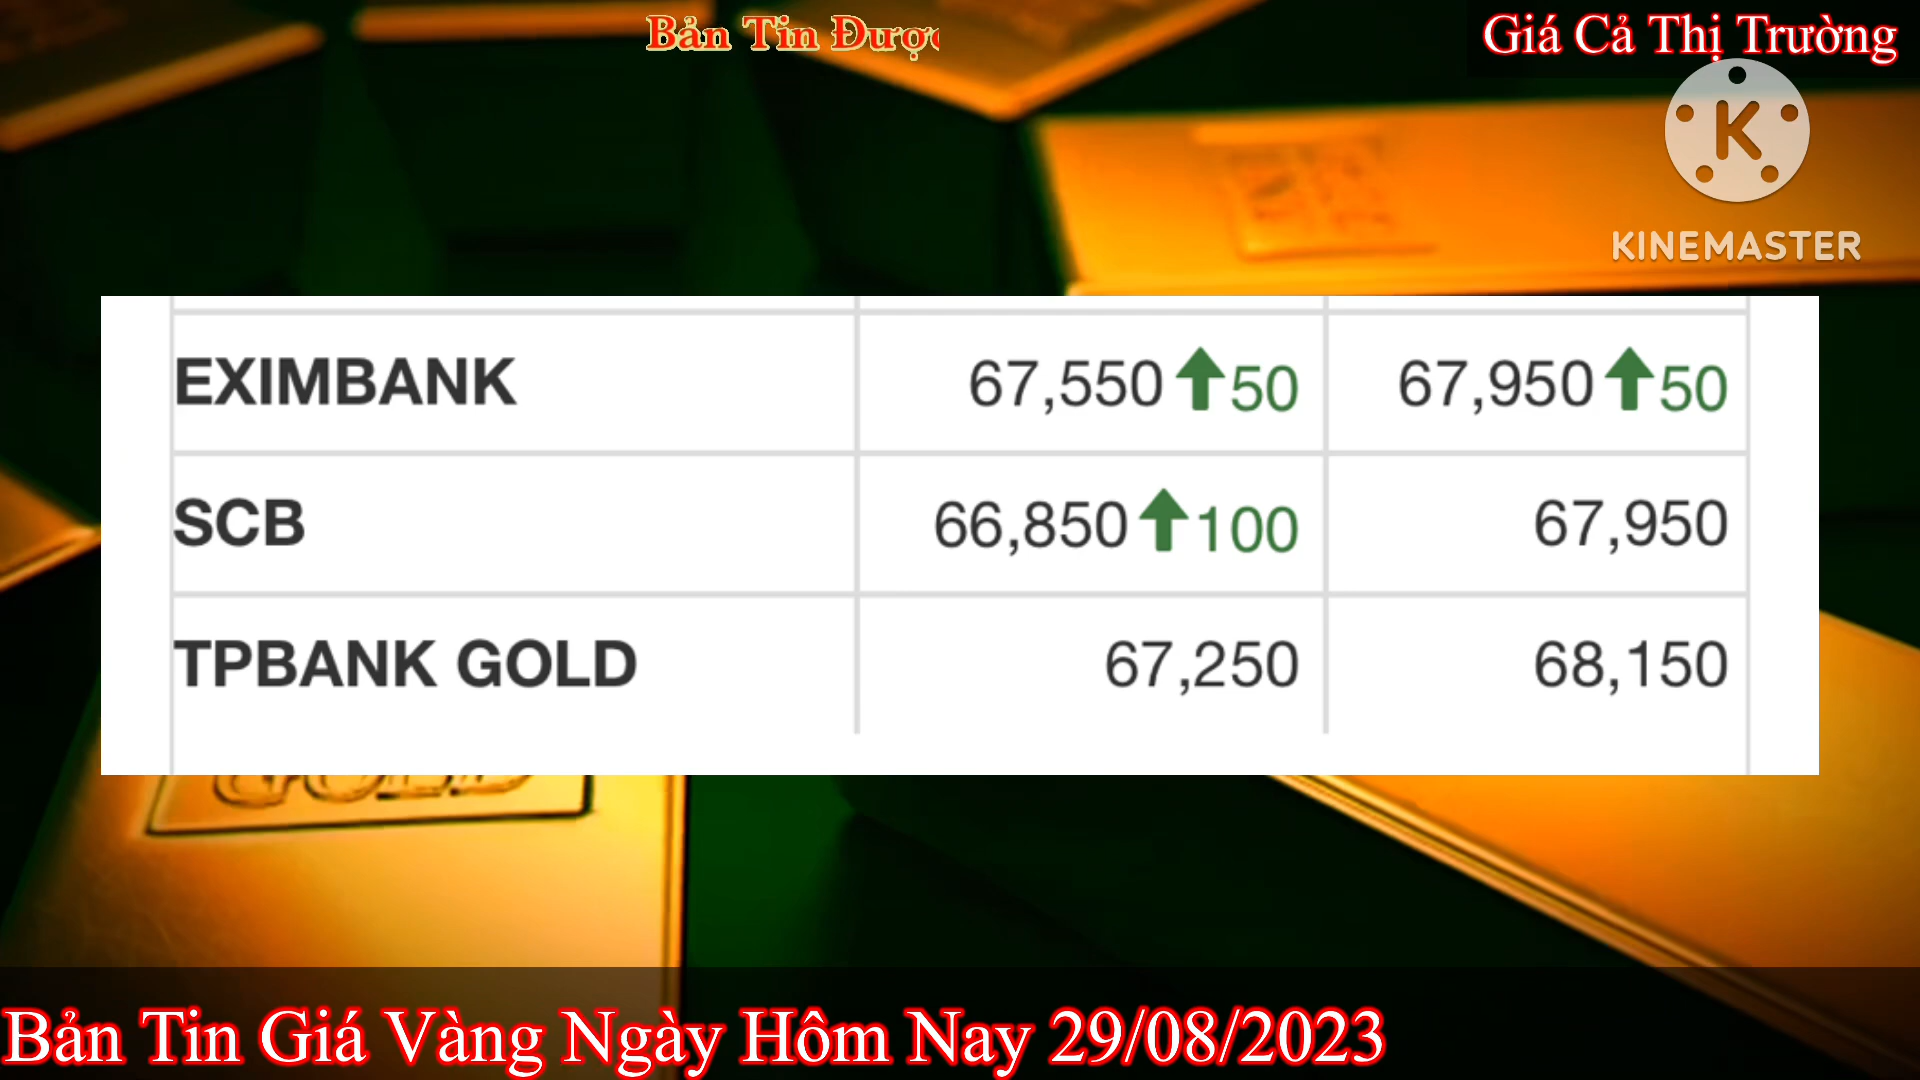 Bản Tin Được
Giá Cả Thị Trường
K
KINEMASTER
EXIMBANK 67,550 50 67,950 50
SCB 66,850 100 67,950
TPBANK GOLD 67,250 68,150
GOLD
Bản Tin Giá Vàng Ngày Hôm Nay 29/08/2023